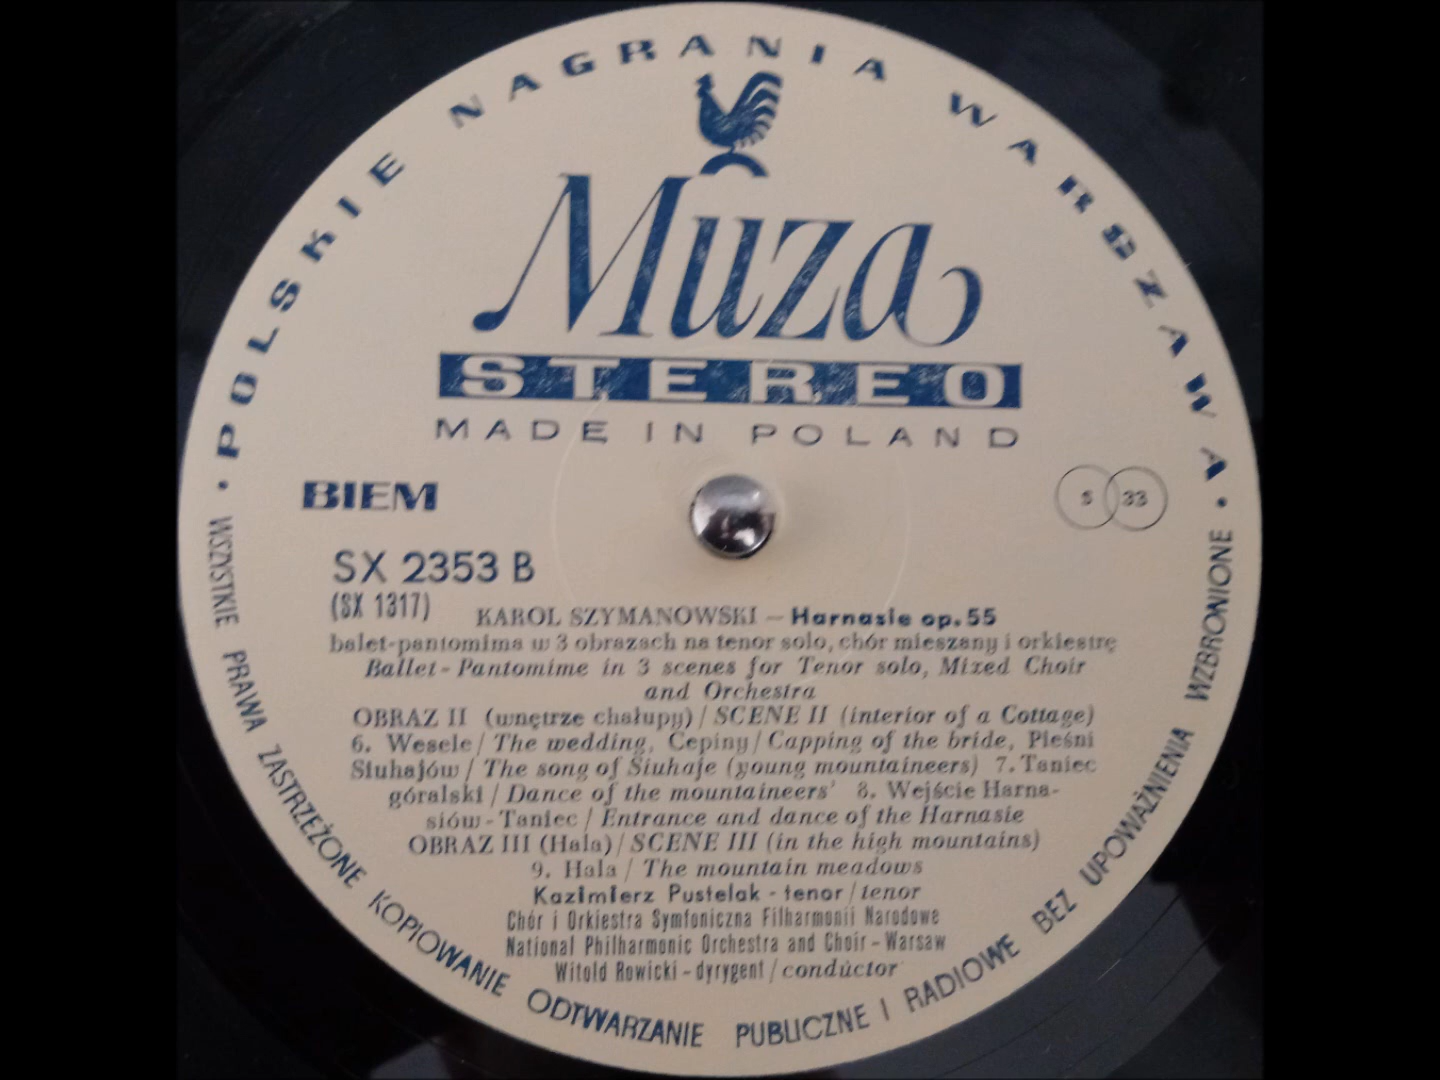 POLSKIE NAGRANIA WARSZAWA
Muza
STEREO
MADE IN POLAND
BIEM
S 33
SX 2353 B
(SX 1317)
KAROL SZYMANOWSKI – Harnasie op. 55
balet-pantomima w 3 obrazach na tenor solo, chór mieszany i orkiestrę
Ballet - Pantomime in 3 scenes for Tenor solo, Mixed Choir
and Orchestra
OBRAZ II (wnętrze chałupy) / SCENE II (interior of a Cottage)
6. Wesele / The wedding, Cepiny / Capping of the bride, Pieśni
Siuhajów / The song of Siuhaje (young mountaineers) 7. Taniec
góralski / Dance of the mountaineers' 8. Wejście Harna-
siów - Taniec / Entrance and dance of the Harnasie
OBRAZ III (Hala) / SCENE III (in the high mountains)
9. Hala / The mountain meadows
Kazimierz Pustelak - tenor / tenor
Chór i Orkiestra Symfoniczna Filharmonii Narodowe
National Philharmonic Orchestra and Choir – Warsaw
Witold Rowicki – dyrygent / conductor
WSZYSTKIE PRAWA ZASTRZEŻONE KOPIOWANIE ODTWARZANIE PUBLICZNE I RADIOWE BEZ UPOWAŻNIENIA WZBRONIONE